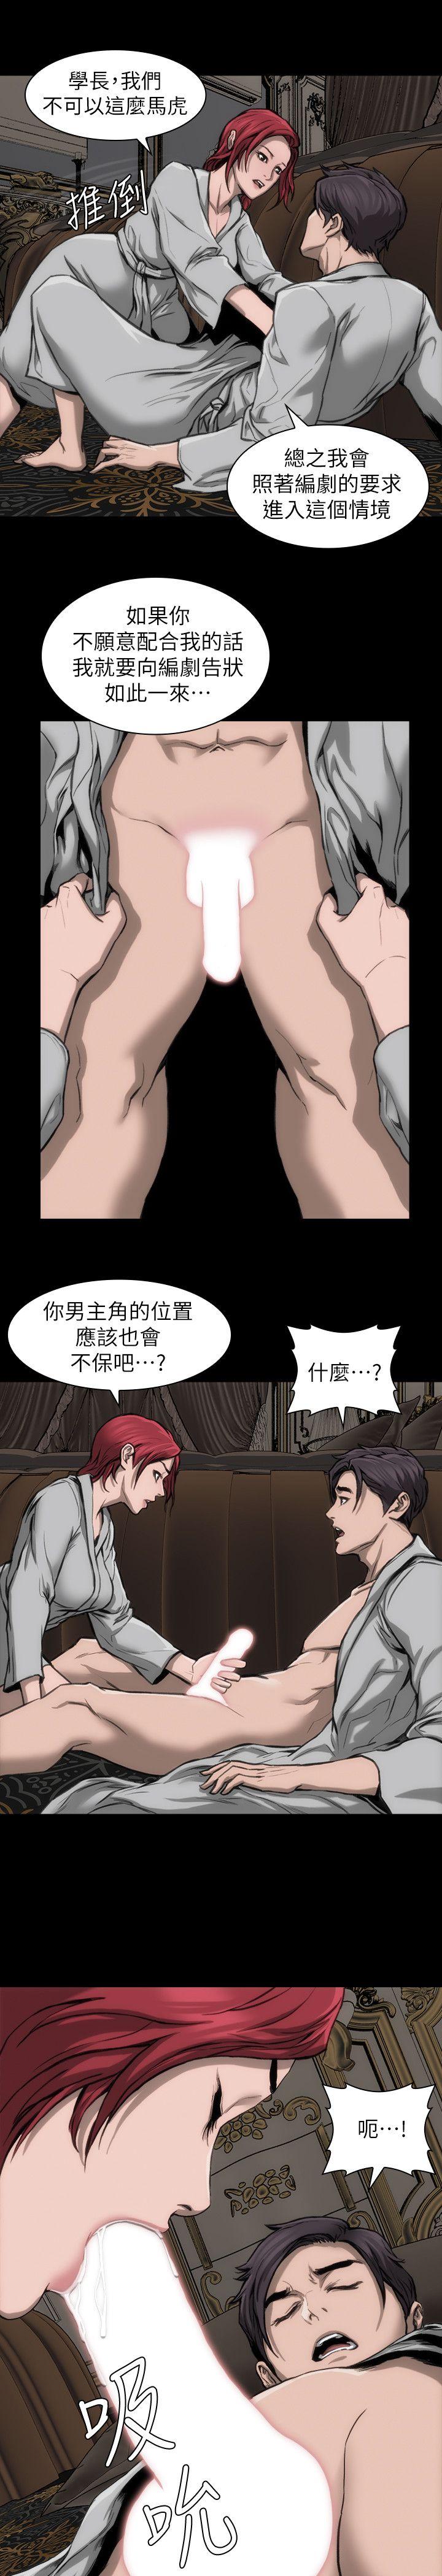 學長，我們
不可以這麼馬虎
推倒
總之我會
照著編劇的要求
進入這個情境
如果你
不願意配合我的話
我就要向編劇告狀
如此一來⋯
你男主角的位置
應該也會
不保吧⋯?
什麼⋯?
呃⋯!
吸
吮